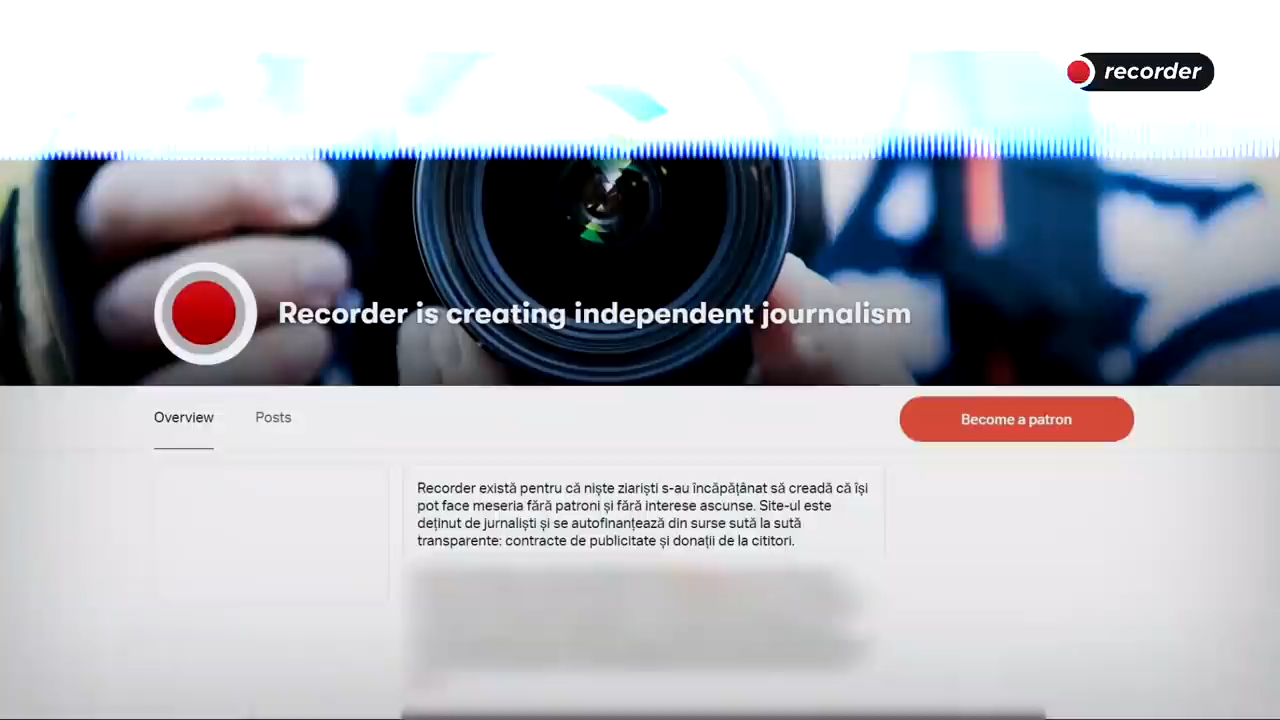 recorder
Recorder is creating independent journalism
Overview
Posts
Become a patron
Recorder există pentru că niște ziariști s-au încăpățânat să creadă că își
pot face meseria fără patroni și fără interese ascunse. Site-ul este
deținut de jurnaliști și se autofinanțează din surse sută la sută
transparente: contracte de publicitate și donații de la cititori.